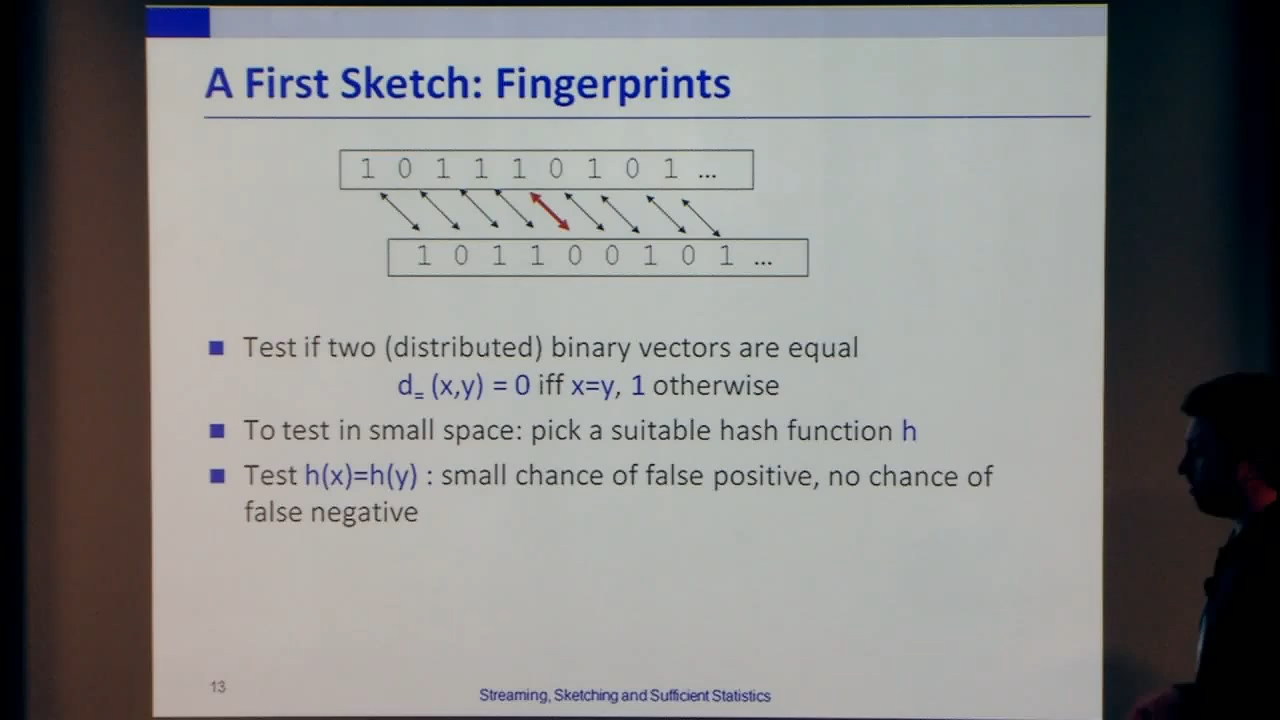 A First Sketch: Fingerprints
1 0 1 1 1 0 1 0 1 ...
1 0 1 1 0 0 1 0 1 ...
Test if two (distributed) binary vectors are equal
d= (x,y) = 0 iff x=y, 1 otherwise
To test in small space: pick a suitable hash function h
Test h(x)=h(y) : small chance of false positive, no chance of
false negative
13
Streaming, Sketching and Sufficient Statistics